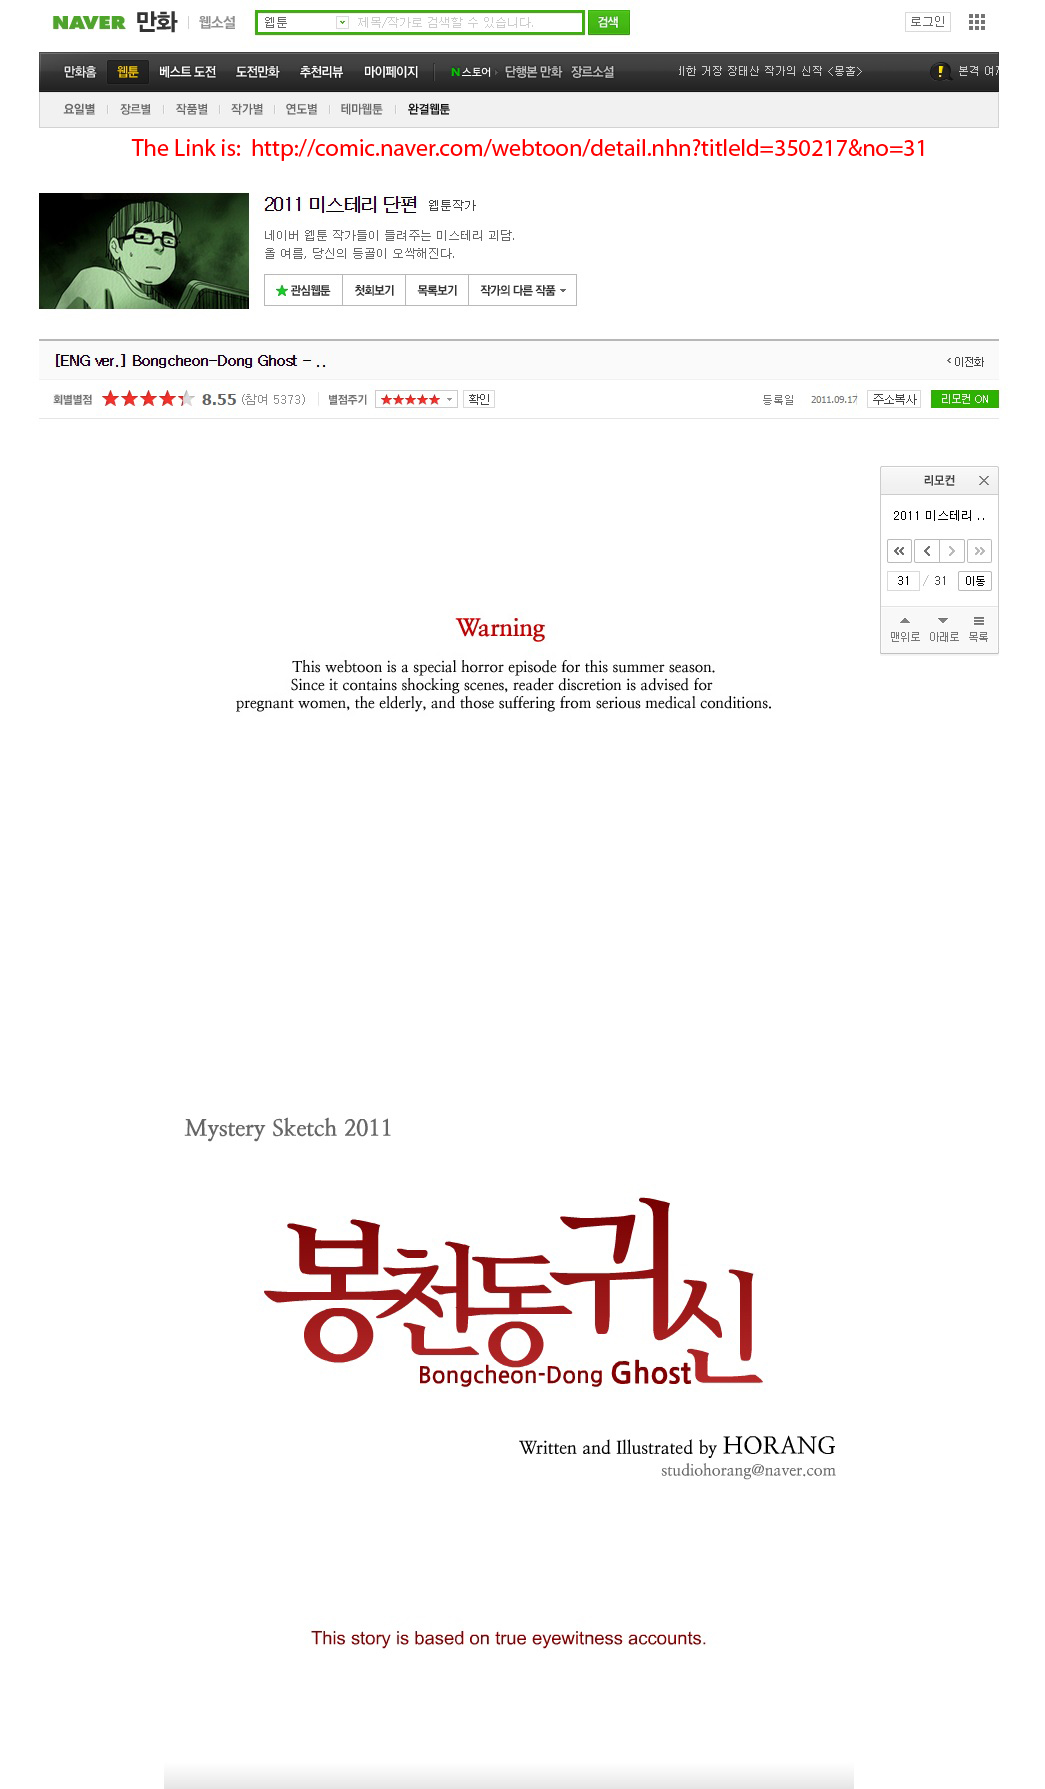 NAVER 만화 웹소설 웹툰 제목/작가로 검색할 수 있습니다. 검색 로그인
만화홈 웹툰 베스트 도전 도전만화 추천리뷰 마이페이지 N스토어 단행본 만화 장르소설 비한 거장 장태산 작가의 신작 <몽홀> 본격 여
요일별 장르별 작품별 작가별 연도별 테마웹툰 완결웹툰
The Link is: http://comic.naver.com/webtoon/detail.nhn?titleId=350217&no=31
2011 미스테리 단편 웹툰작가
네이버 웹툰 작가들이 들려주는 미스테리 괴담.
올 여름, 당신의 등골이 오싹해진다.
관심웹툰 첫회보기 목록보기 작가의 다른 작품
[ENG ver.] Bongcheon-Dong Ghost - .. 이전화
회별별점 8.55 (참여 5373) 별점주기 확인 등록일 2011.09.17 주소복사 리모컨 ON
리모컨
2011 미스테리 ..
31 / 31 이동
맨위로 아래로 목록
Warning
This webtoon is a special horror episode for this summer season.
Since it contains shocking scenes, reader discretion is advised for
pregnant women, the elderly, and those suffering from serious medical conditions.
Mystery Sketch 2011
봉천동귀신
Bongcheon-Dong Ghost
Written and Illustrated by HORANG
studiohorang@naver.com
This story is based on true eyewitness accounts.